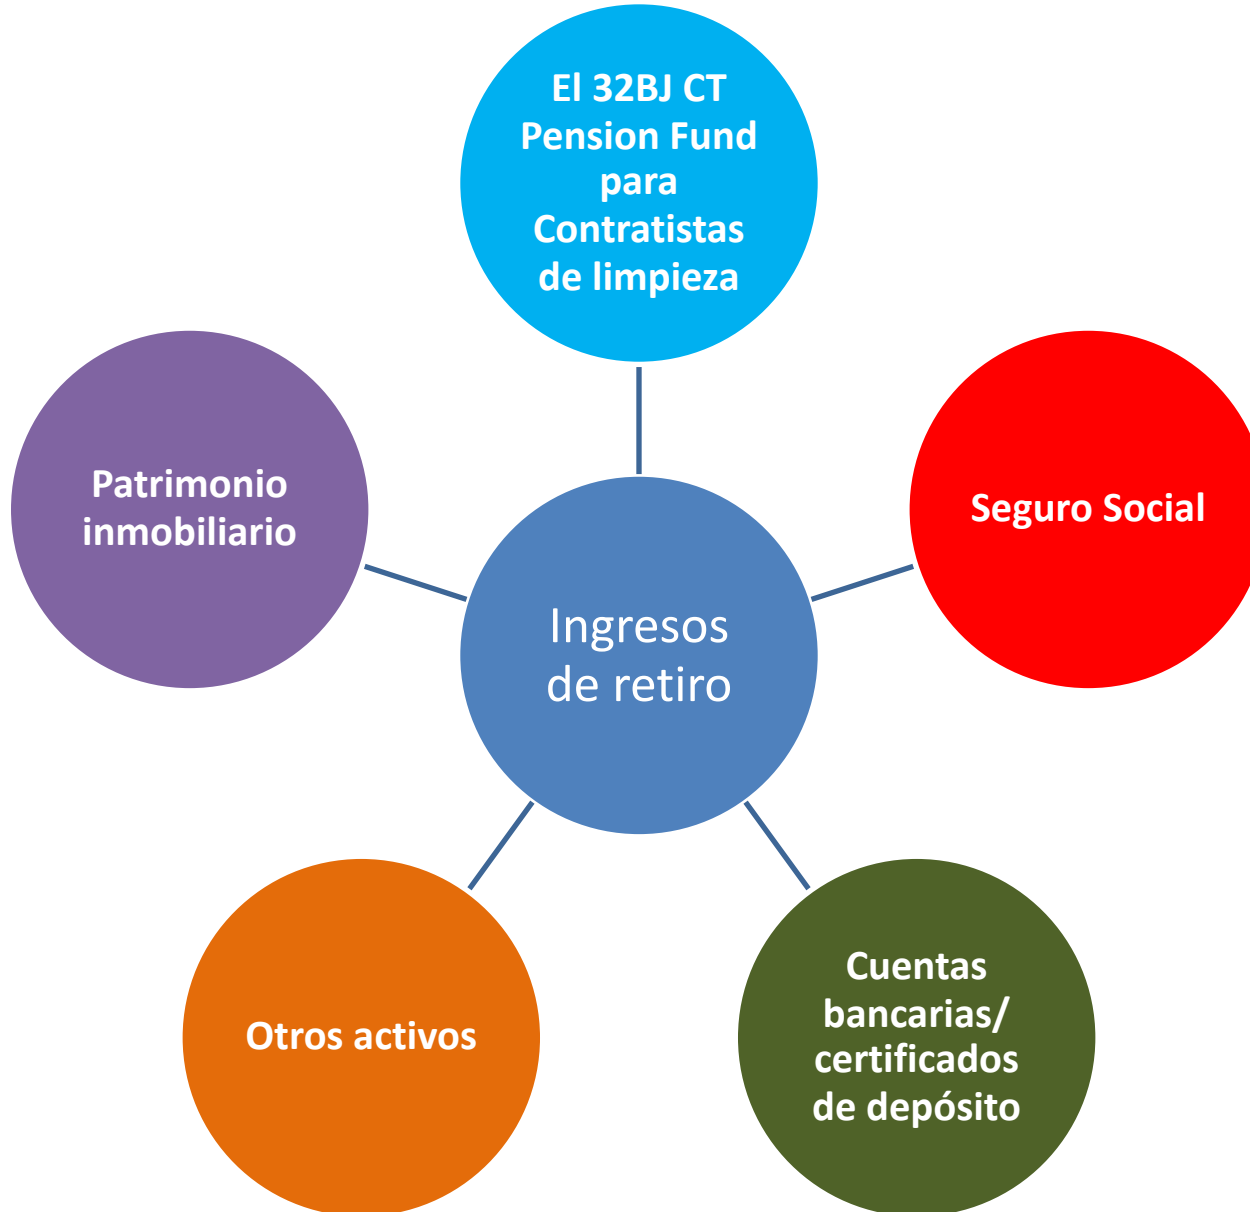 El 32BJ CT
Pension Fund
para
Contratistas
de limpieza
Patrimonio
inmobiliario
Seguro Social
Ingresos
de retiro
Otros activos
Cuentas
bancarias/
certificados
de depósito